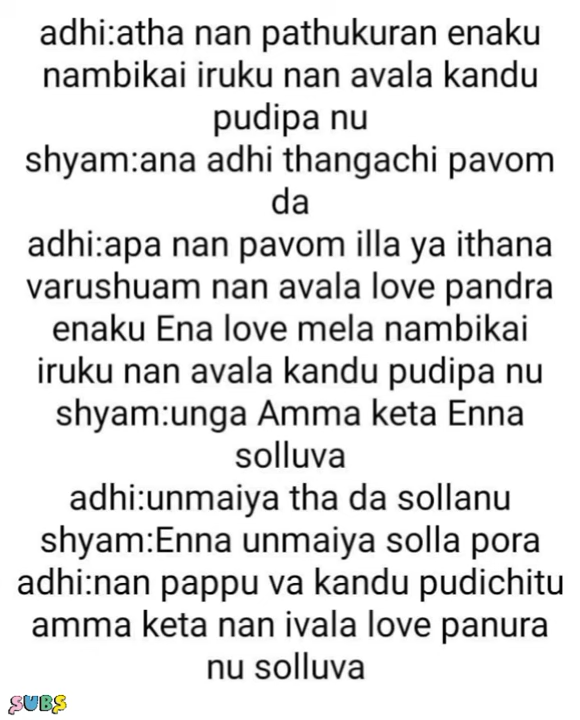 adhi:atha nan pathukuran enaku
nambikai iruku nan avala kandu
pudipa nu
shyam:ana adhi thangachi pavom
da
adhi:apa nan pavom illa ya ithana
varushuam nan avala love pandra
enaku Ena love mela nambikai
iruku nan avala kandu pudipa nu
shyam:unga Amma keta Enna
solluva
adhi:unmaiya tha da sollanu
shyam:Enna unmaiya solla pora
adhi:nan pappu va kandu pudichitu
amma keta nan ivala love panura
nu solluva
SUBS